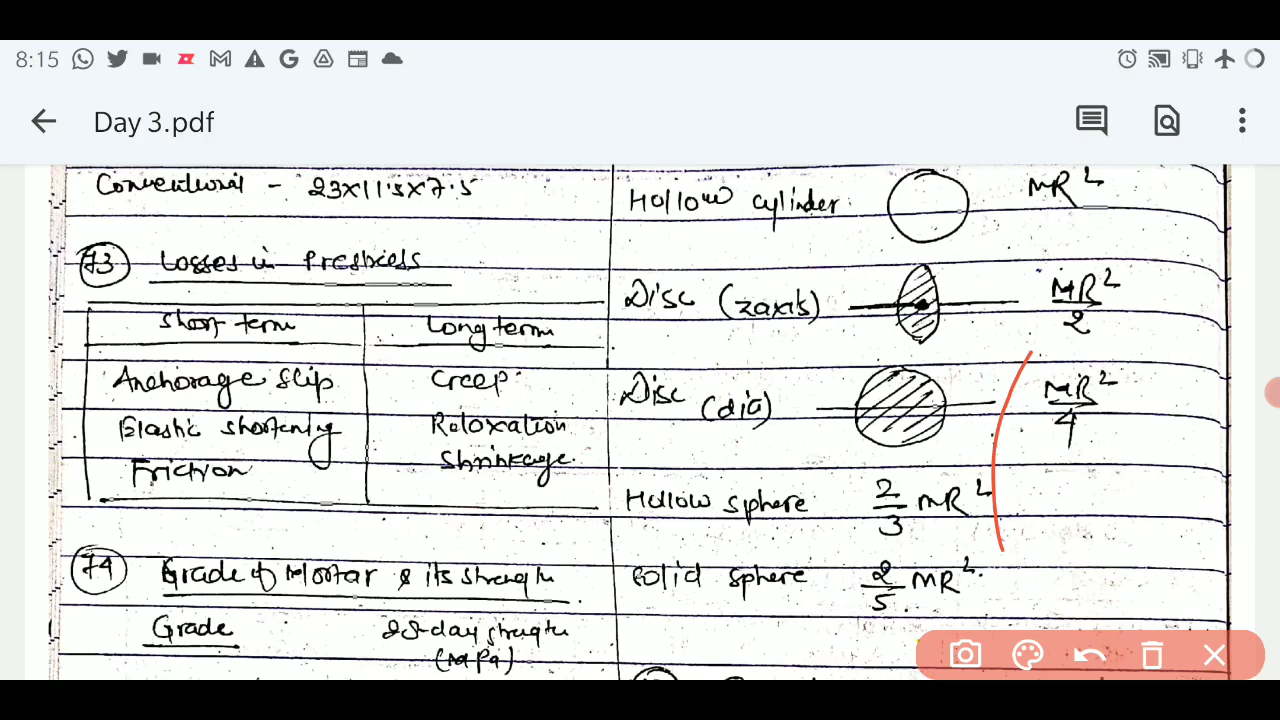 8:15
Day 3.pdf
Conventional - 23x11.5x7.5
73 Losses in Prestress
Short term Long term
Anchorage slip Creep
Elastic shortening Relaxation
Friction Shrinkage
74 Grade of Mortar & its strength
Grade 28-day strength
(MPa)
Hollow cylinder MR²
Disc (z axis) MR²/2
Disc (dia) MR²/4
Hollow sphere 2/3 MR²
Solid sphere 2/5 MR²